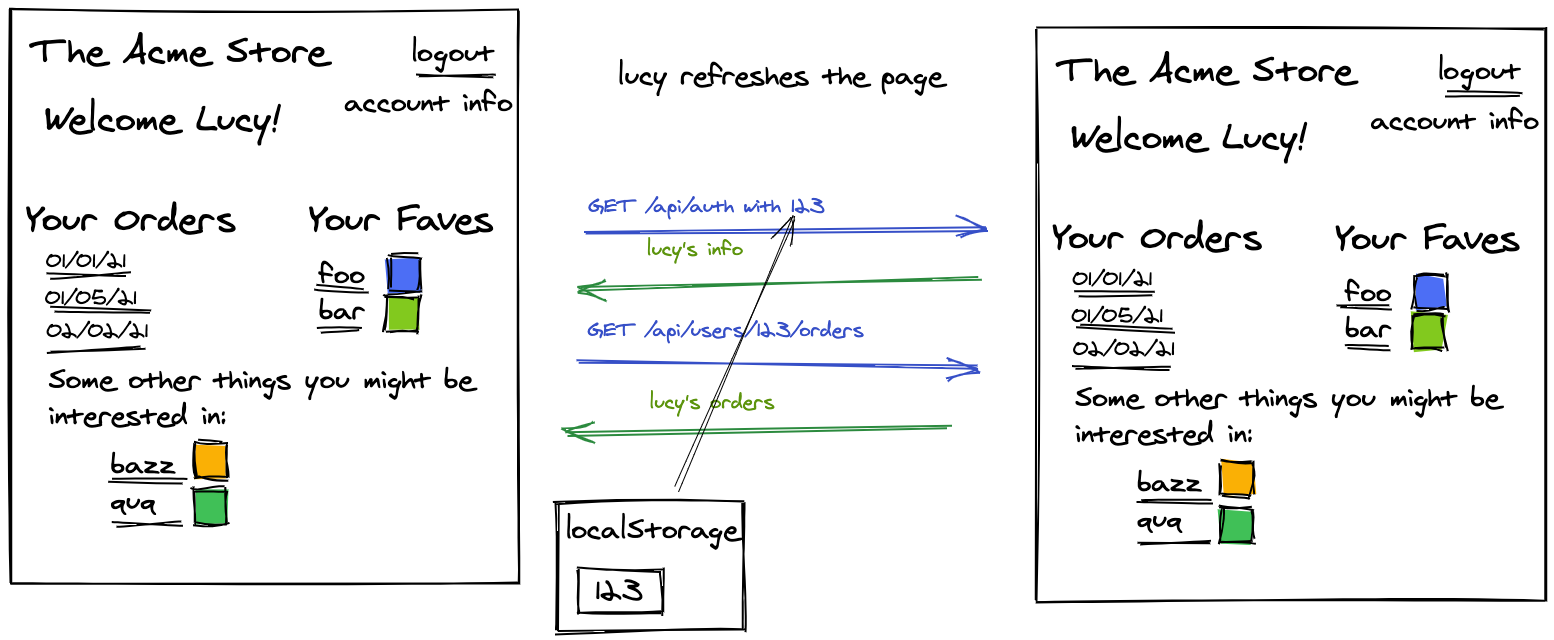 The Acme Store
logout
account info
Welcome Lucy!
Your Orders
01/01/21
01/05/21
02/02/21
Your Faves
foo
bar
Some other things you might be
interested in:
bazz
quq
lucy refreshes the page
GET /api/auth with 123
lucy's info
GET /api/users/123/orders
lucy's orders
localStorage
123
The Acme Store
logout
account info
Welcome Lucy!
Your Orders
01/01/21
01/05/21
02/02/21
Your Faves
foo
bar
Some other things you might be
interested in:
bazz
quq